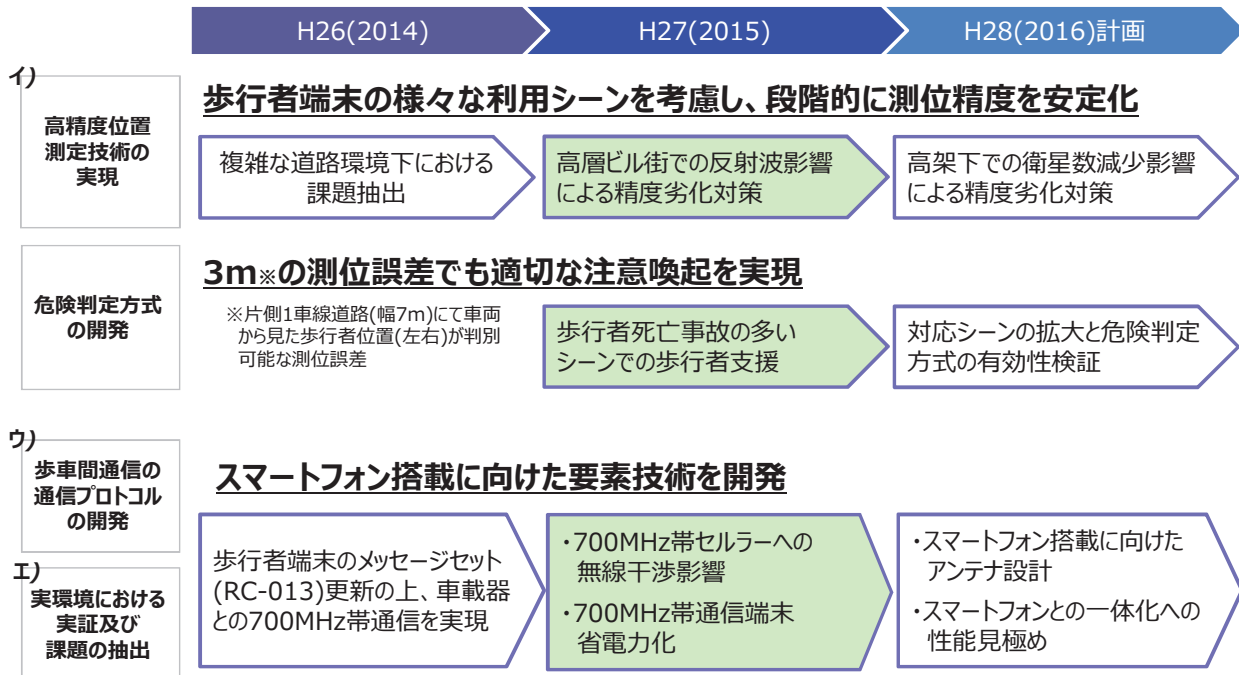 H26(2014)
H27(2015)
H28(2016)計画
イ)
高精度位置
測定技術の
実現
歩行者端末の様々な利用シーンを考慮し、段階的に測位精度を安定化
複雑な道路環境下における
課題抽出
高層ビル街での反射波影響
による精度劣化対策
高架下での衛星数減少影響
による精度劣化対策
危険判定方式
の開発
3m※の測位誤差でも適切な注意喚起を実現
※片側1車線道路(幅7m)にて車両
から見た歩行者位置(左右)が判別
可能な測位誤差
歩行者死亡事故の多い
シーンでの歩行者支援
対応シーンの拡大と危険判定
方式の有効性検証
ウ)
歩車間通信の
通信プロトコル
の開発
スマートフォン搭載に向けた要素技術を開発
エ)
実環境における
実証及び
課題の抽出
歩行者端末のメッセージセット
(RC-013)更新の上、車載器
との700MHz帯通信を実現
・700MHz帯セルラーへの
無線干渉影響
・700MHz帯通信端末
省電力化
・スマートフォン搭載に向けた
アンテナ設計
・スマートフォンとの一体化への
性能見極め